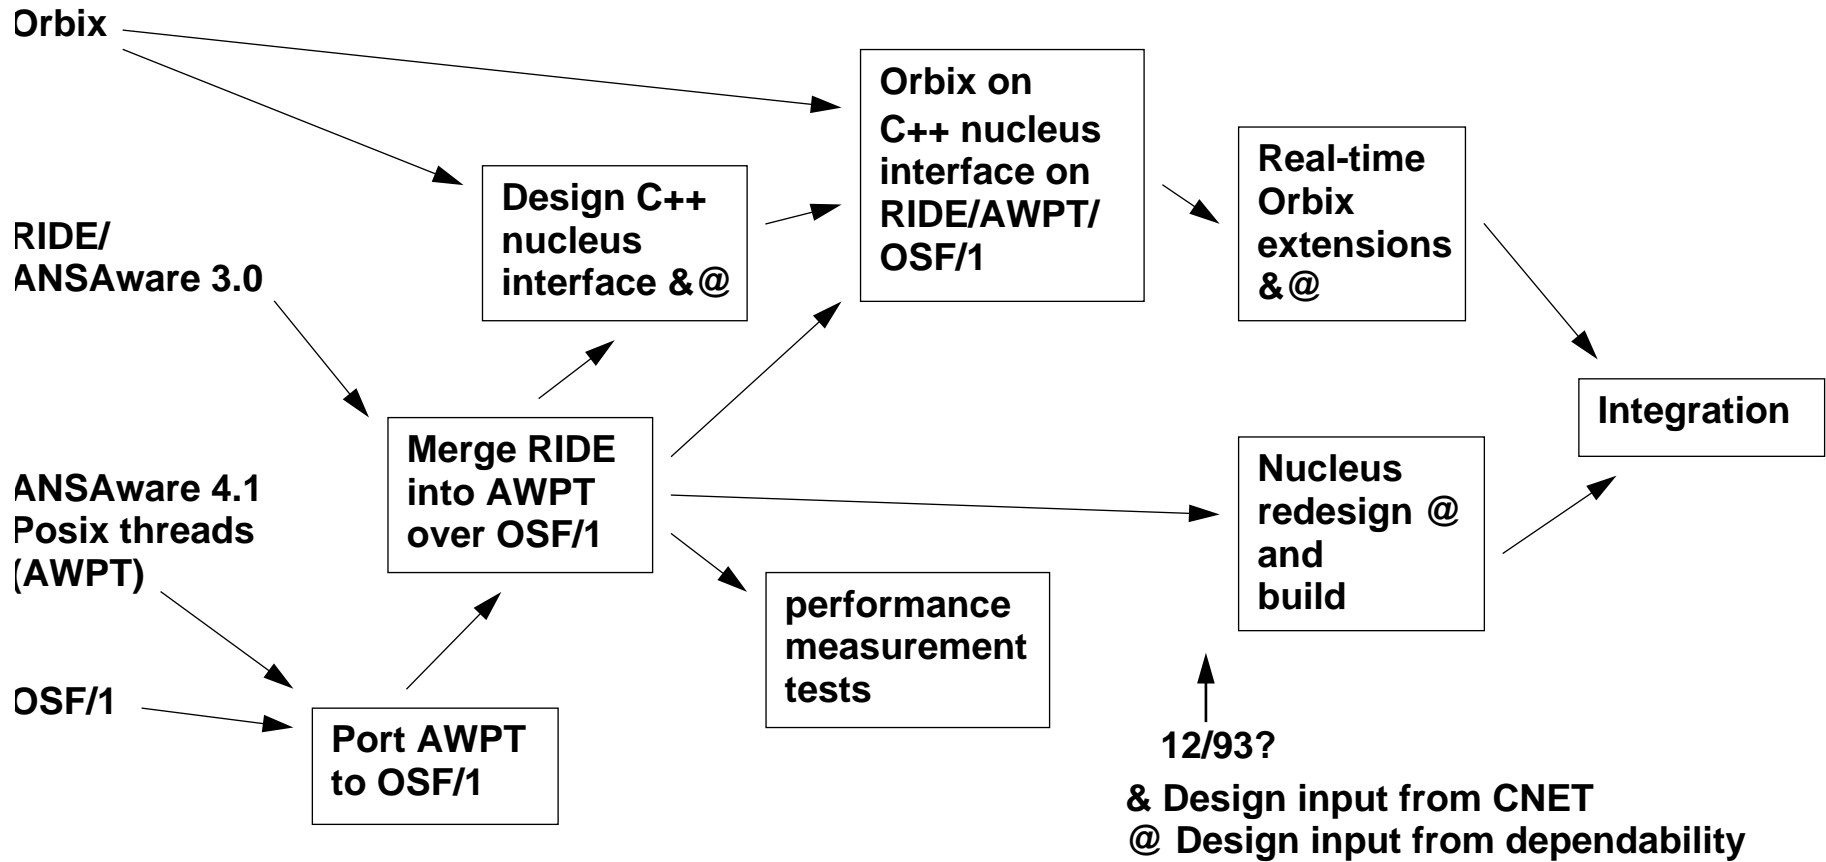 Orbix
Orbix on
C++ nucleus
interface on
RIDE/AWPT/
OSF/1
Real-time
Orbix
extensions
&@
Design C++
nucleus
interface &@
RIDE/
ANSAware 3.0
Integration
Merge RIDE
into AWPT
over OSF/1
Nucleus
redesign @
and
build
ANSAware 4.1
Posix threads
(AWPT)
performance
measurement
tests
OSF/1
Port AWPT
to OSF/1
12/93?
& Design input from CNET
@ Design input from dependability